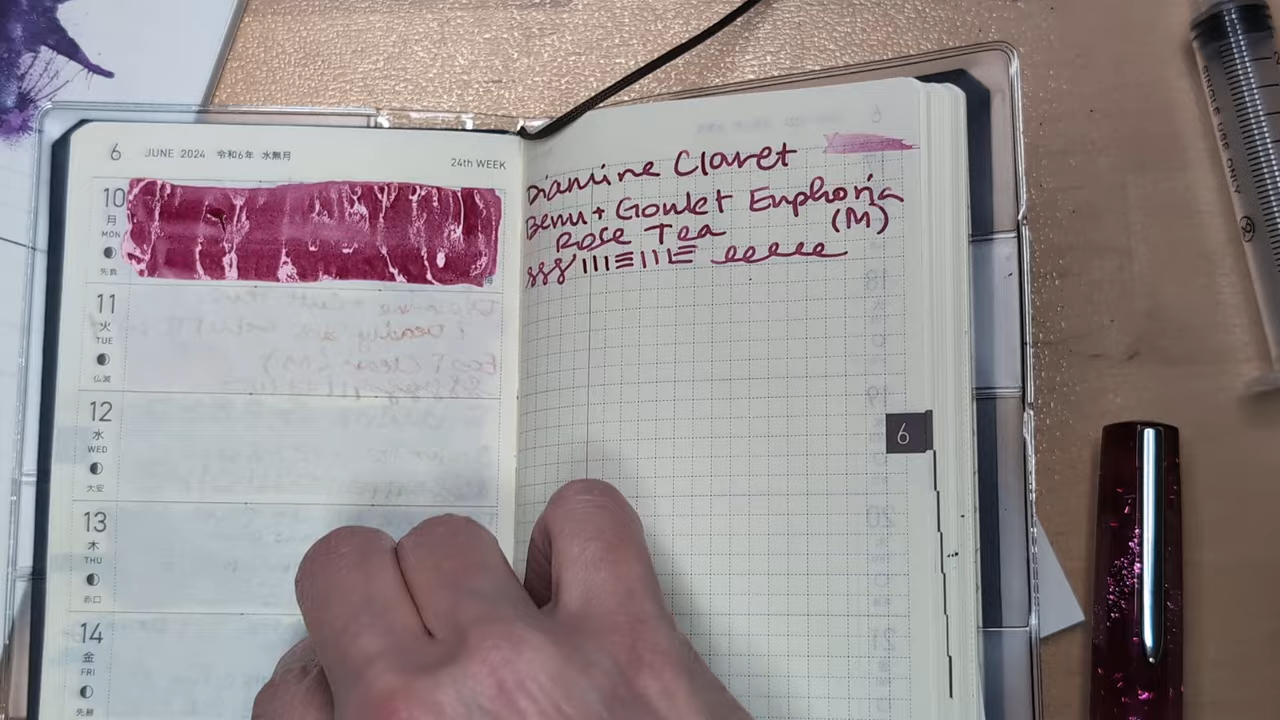 6 JUNE 2024 令和6年 水無月
24th WEEK
10
月
MON
先負
11
火
TUE
仏滅
12
水
WED
大安
13
木
THU
赤口
14
金
FRI
先勝
Diamine Claret
Benu + Goulet Euphoria
Rose Tea (M)
6
SINGLE USE ONLY